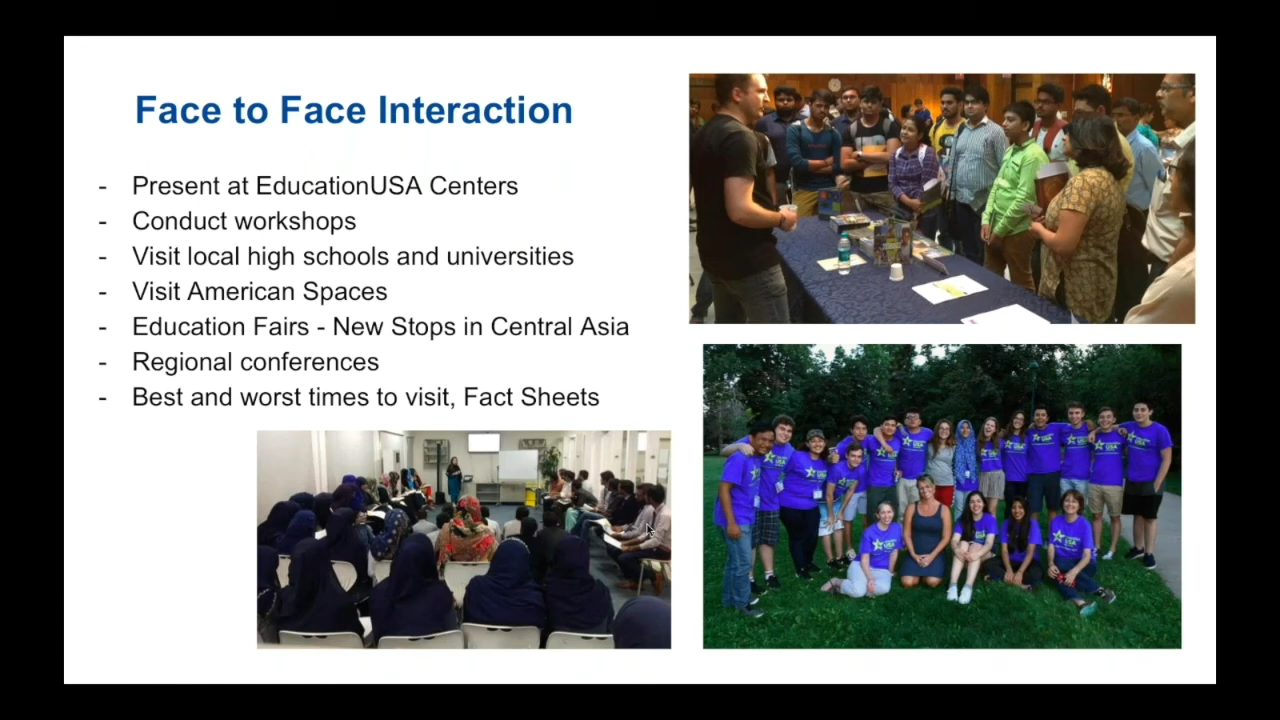 Face to Face Interaction
- Present at EducationUSA Centers
- Conduct workshops
- Visit local high schools and universities
- Visit American Spaces
- Education Fairs - New Stops in Central Asia
- Regional conferences
- Best and worst times to visit, Fact Sheets